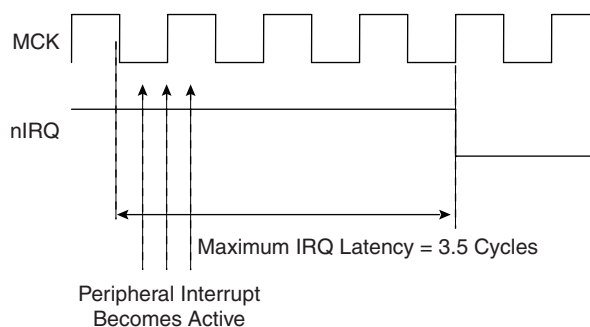 MCK
nIRQ
Maximum IRQ Latency = 3.5 Cycles
Peripheral Interrupt
Becomes Active